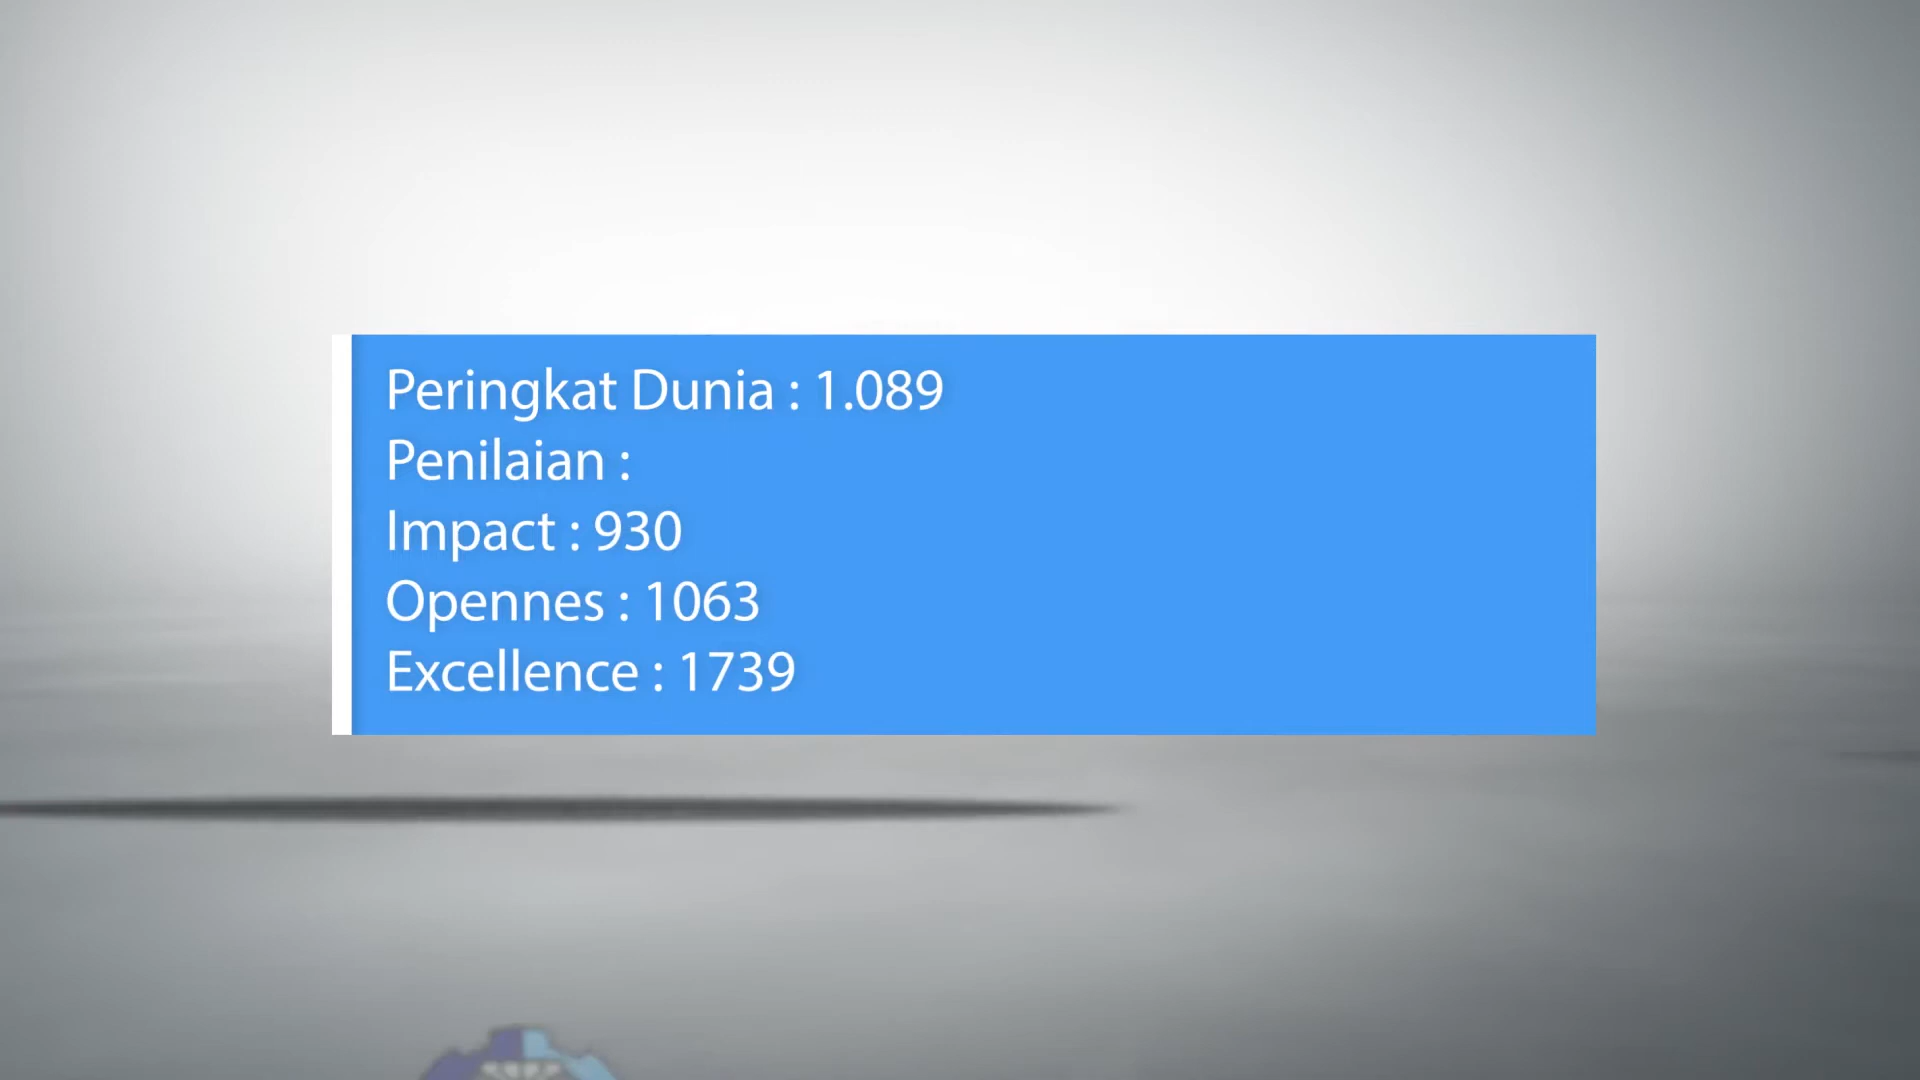 Peringkat Dunia : 1.089
Penilaian :
Impact : 930
Opennes : 1063
Excellence : 1739